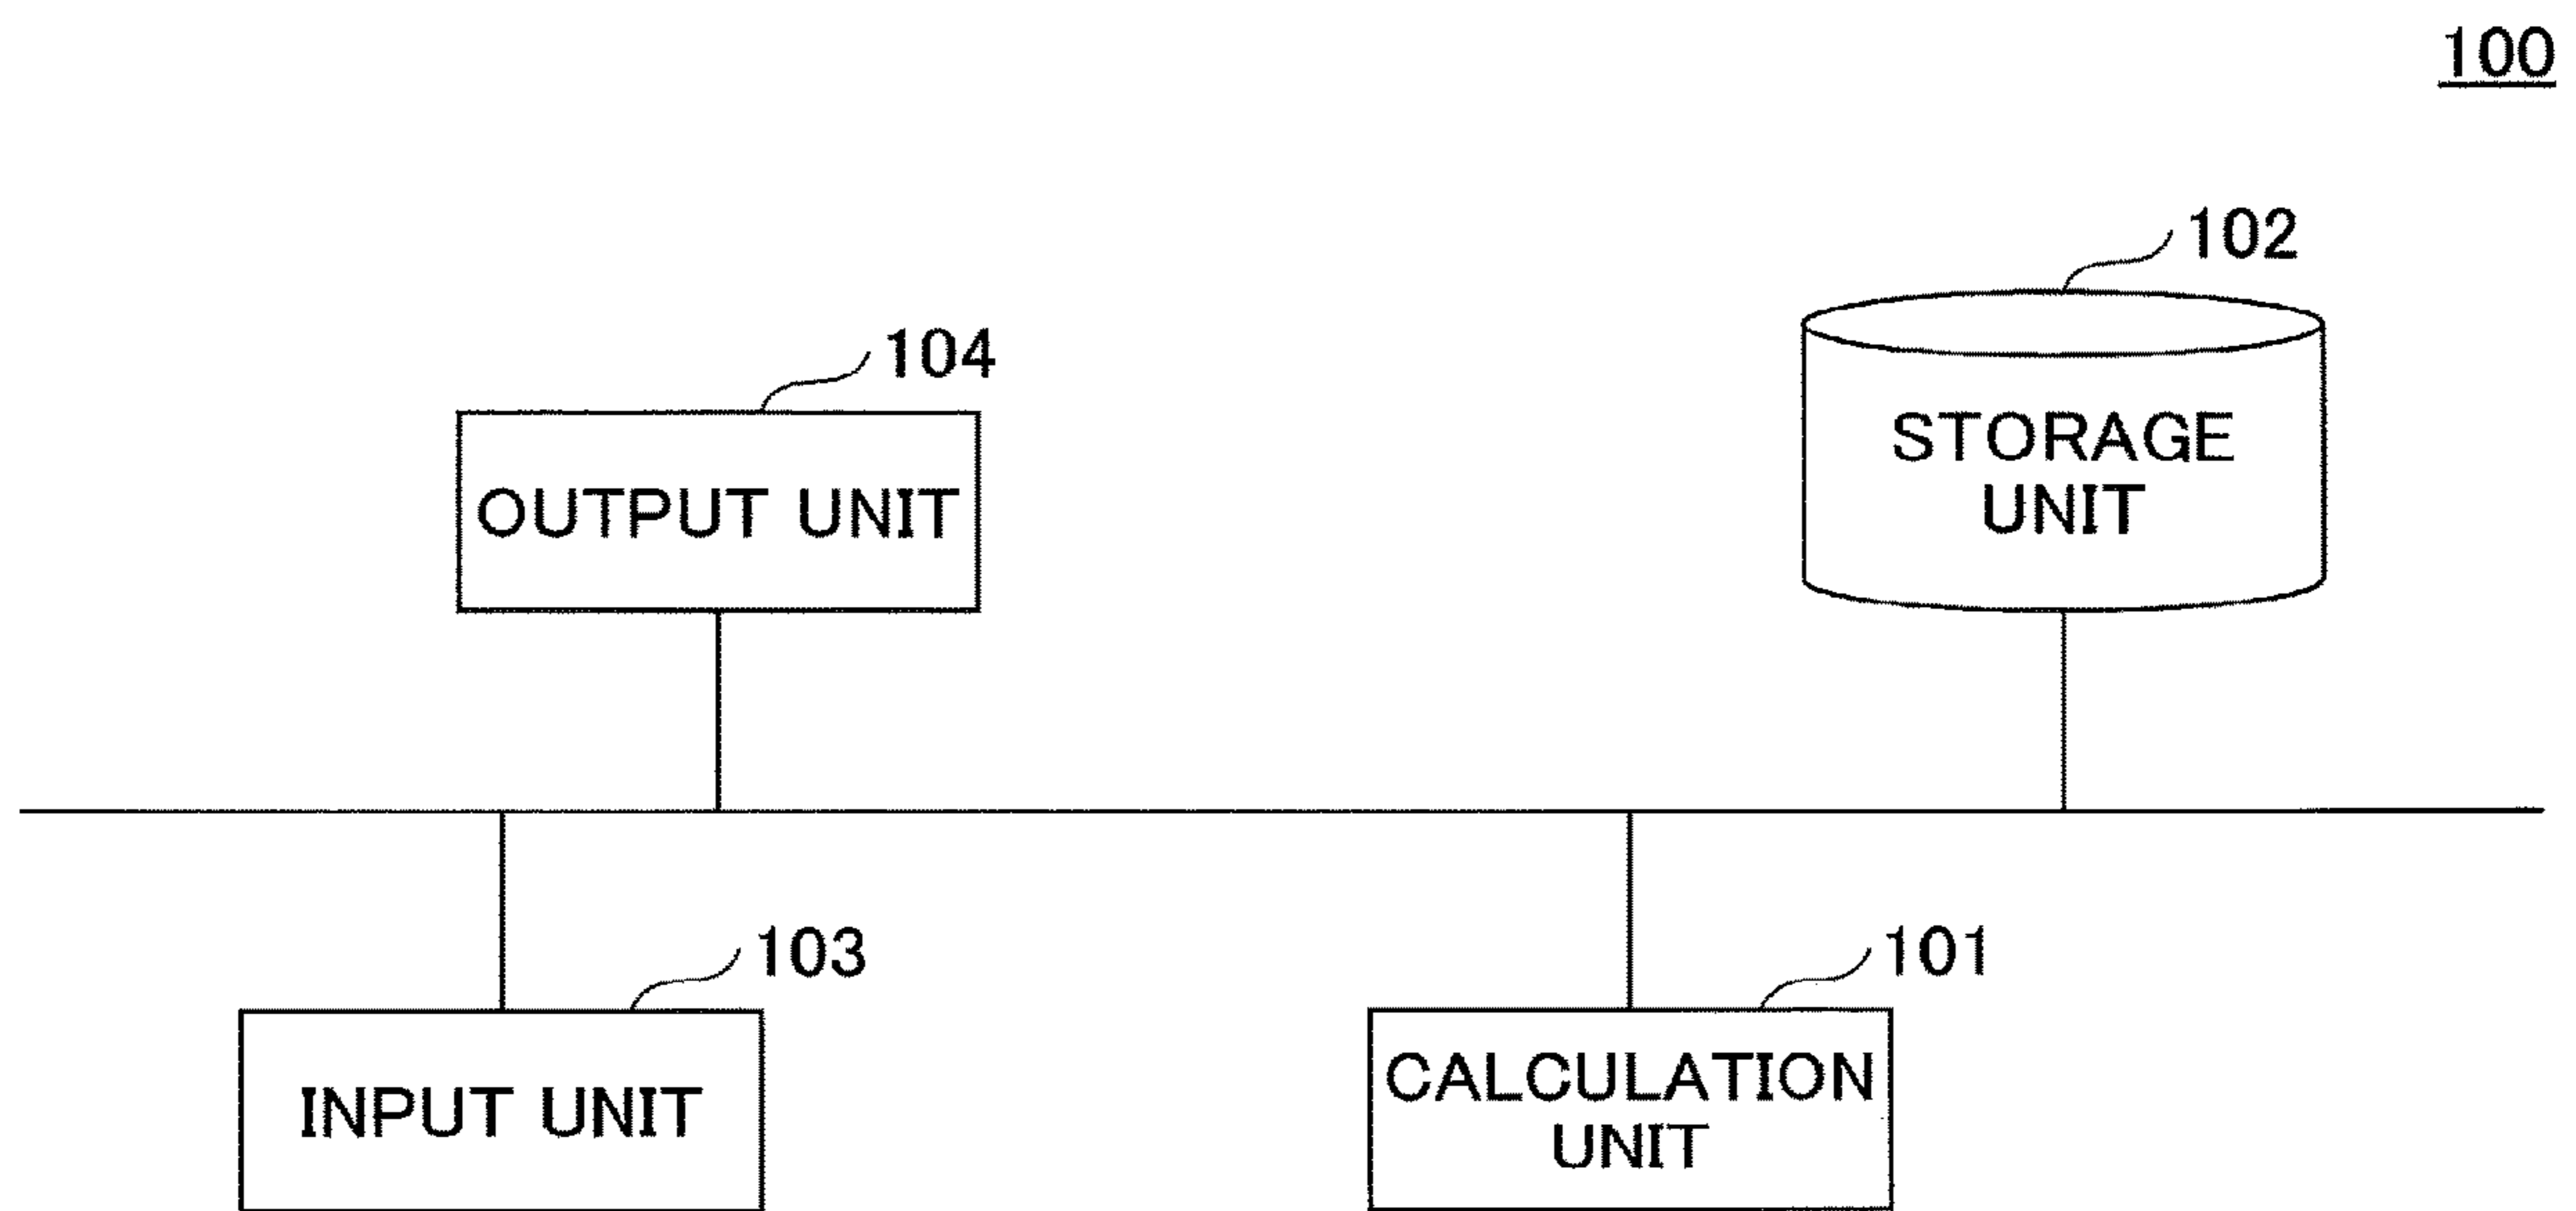 100
102
104
STORAGE
UNIT
OUTPUT UNIT
103
101
INPUT UNIT
CALCULATION
UNIT